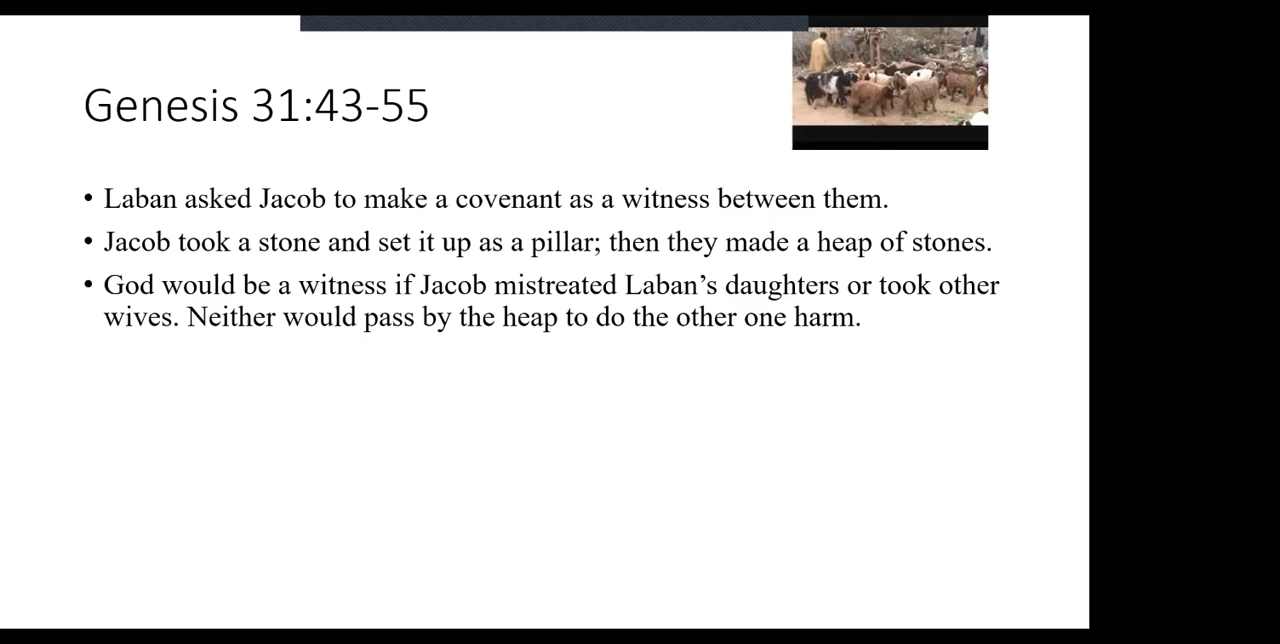 Genesis 31:43-55
• Laban asked Jacob to make a covenant as a witness between them.
• Jacob took a stone and set it up as a pillar; then they made a heap of stones.
• God would be a witness if Jacob mistreated Laban’s daughters or took other
wives. Neither would pass by the heap to do the other one harm.